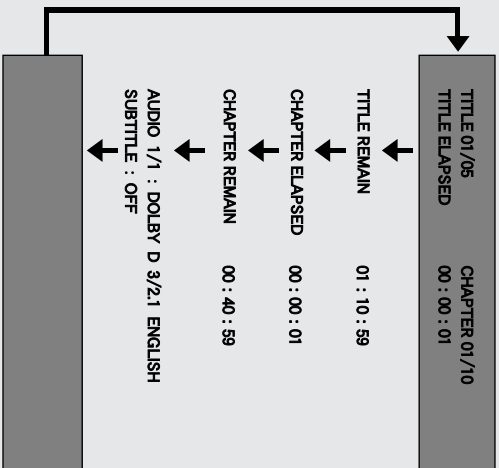 TITLE 01/05 CHAPTER 01/10
TITLE ELAPSED 00 : 00 : 01
TITLE REMAIN 01 : 10 : 59
CHAPTER ELAPSED 00 : 00 : 01
CHAPTER REMAIN 00 : 40 : 59
AUDIO 1/1 : DOLBY D 3/2.1 ENGLISH
SUBTITLE : OFF